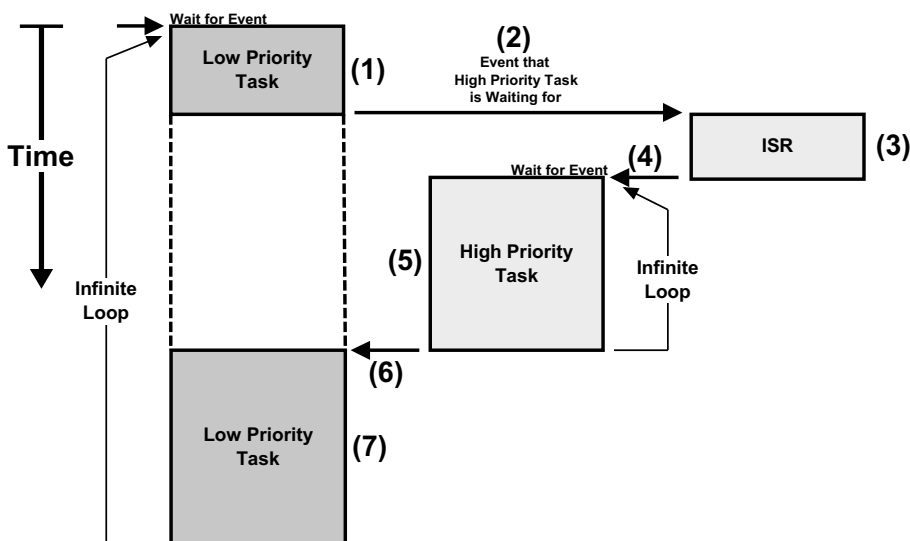 Wait for Event
Low Priority
Task
(1)
(2)
Event that
High Priority Task
is Waiting for
ISR
(3)
Time
Wait for Event
(4)
High Priority
Task
(5)
Infinite
Loop
Infinite
Loop
(6)
Low Priority
Task
(7)